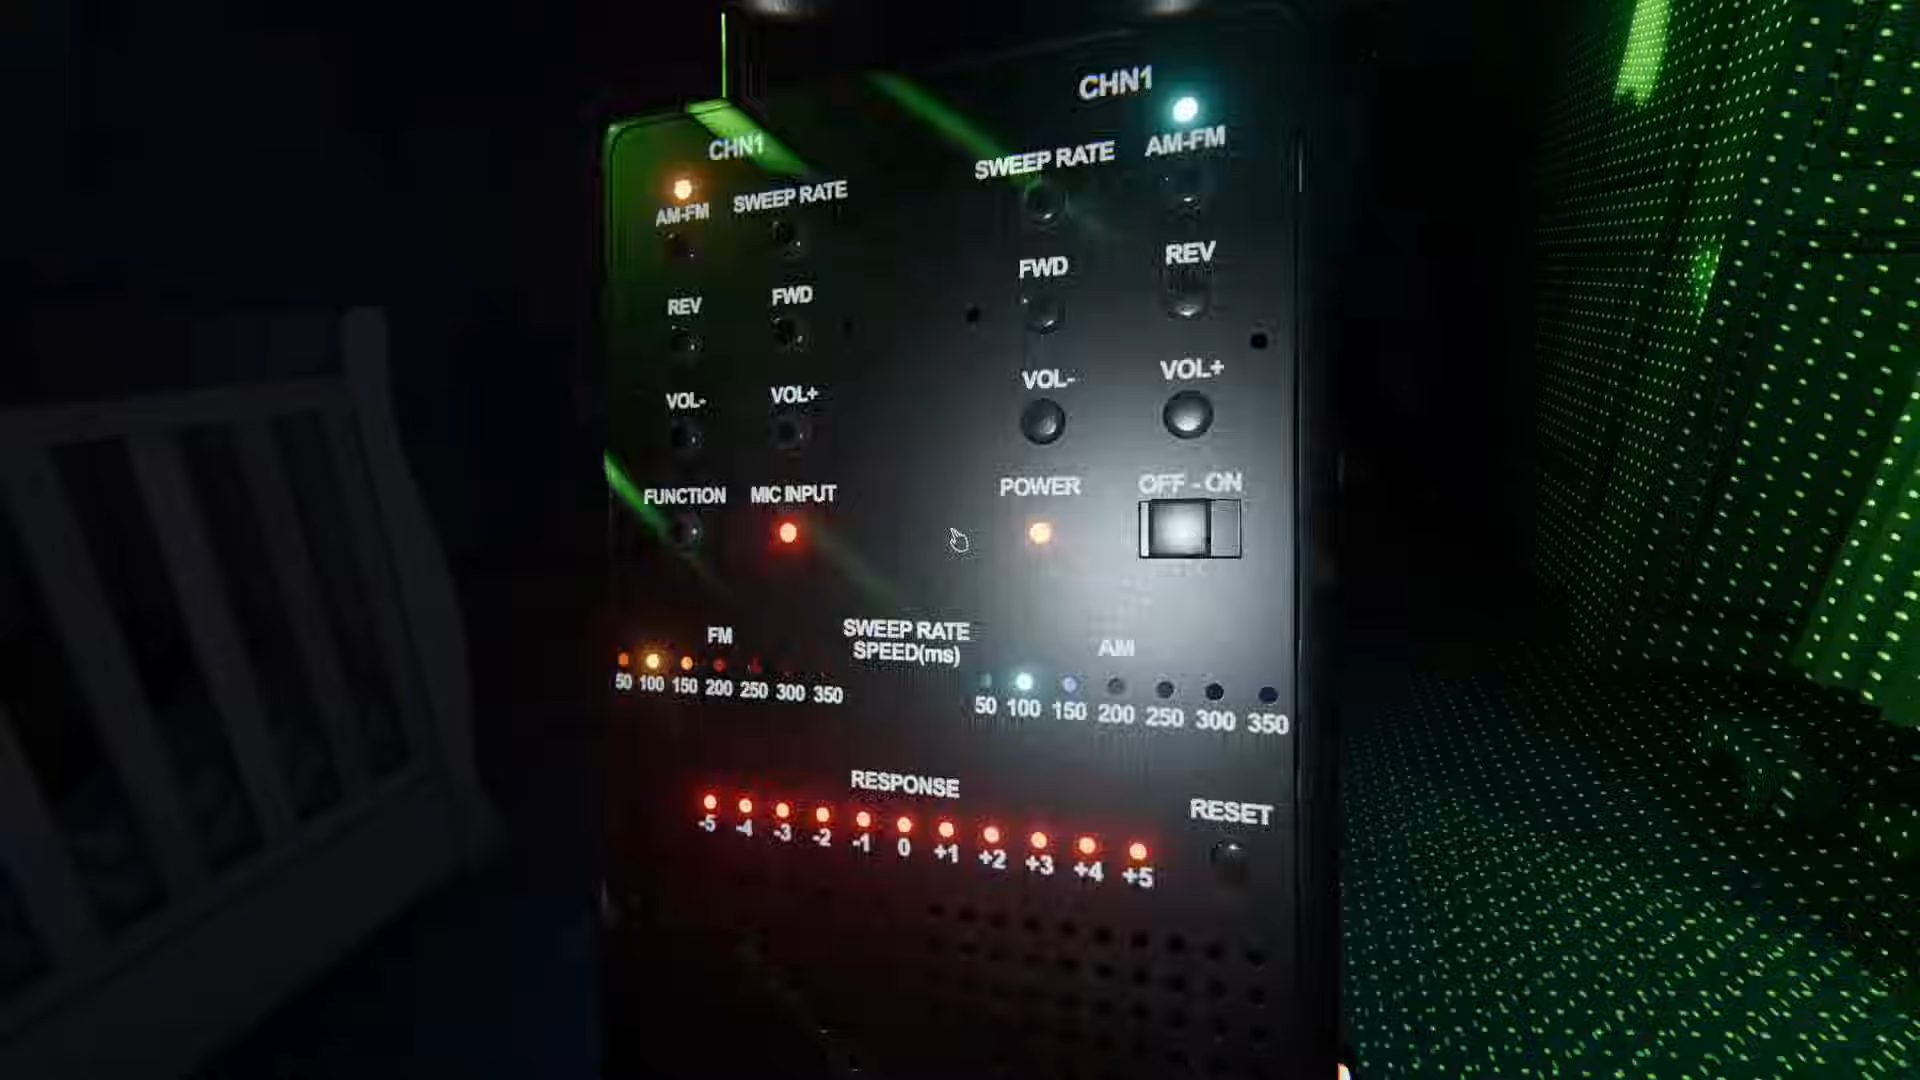 CHN1
CHN1
AM-FM
SWEEP RATE
SWEEP RATE
AM-FM
REV
FWD
FWD
REV
VOL-
VOL+
VOL-
VOL+
FUNCTION
MIC INPUT
POWER
OFF - ON
FM
SWEEP RATE
SPEED(ms)
AM
50 100 150 200 250 300 350
50 100 150 200 250 300 350
RESPONSE
-5 -4 -3 -2 -1 0 +1 +2 +3 +4 +5
RESET